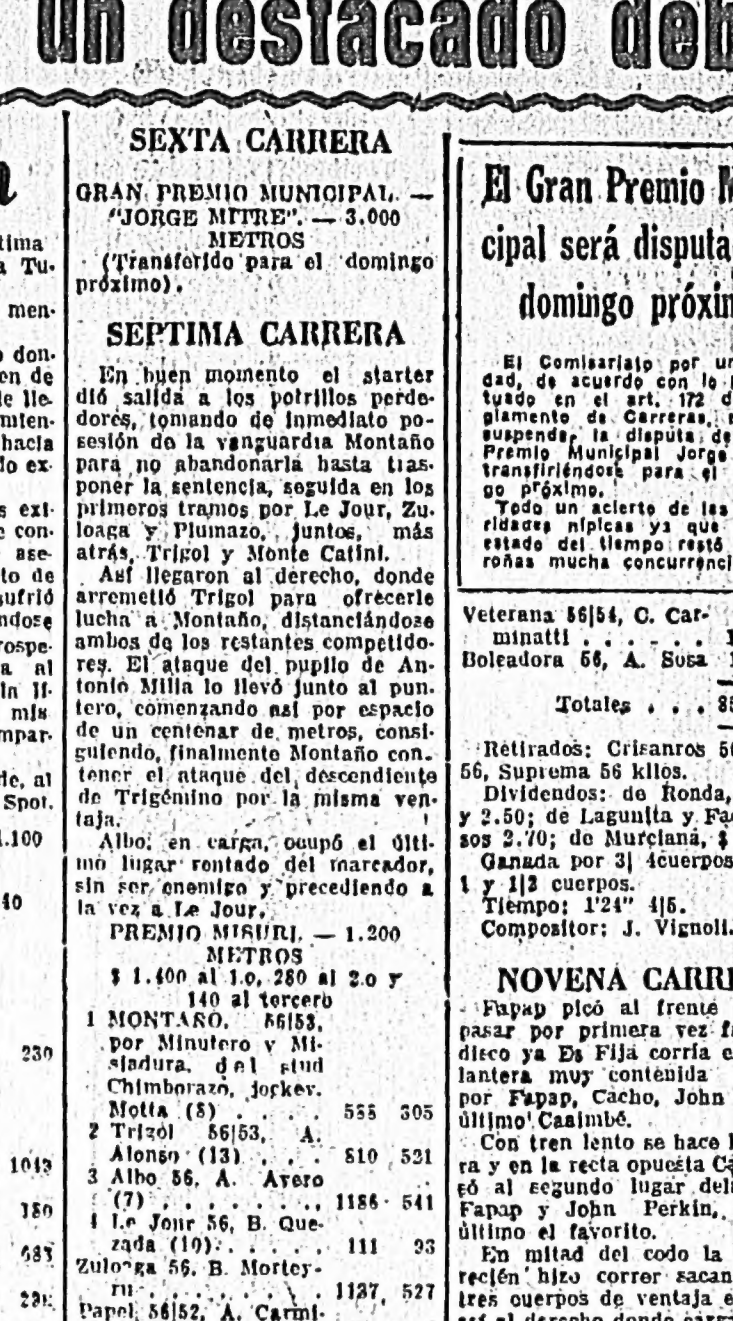 un destacado deb
SEXTA CARRERA
GRAN PREMIO MUNICIPAL. —
"JORGE MITRE". — 3.000
METROS
(Transferido para el domingo
próximo).
SEPTIMA CARRERA
En buen momento el starter
dió salida a los potrillos perde-
dores, tomando de inmediato po-
sesión de la vanguardia Montaño
para no abandonarla hasta tras-
poner la sentencia, seguida en los
primeros tramos por Le Jour, Zu-
loaga y Plumazo, juntos, más
atrás, Trigol y Monte Catini.
Así llegaron al derecho, donde
arremetió Trigol para ofrecerle
lucha a Montaño, distanciándose
ambos de los restantes competido-
res. El ataque del pupilo de An-
tonio Milla lo llevó junto al pun-
tero, comenzando así por espacio
de un centenar de metros, consi-
guiendo, finalmente Montaño con-
tener el ataque del descendiente
de Trigémino por la misma ven-
taja.
Albo, en carga, ocupó el últi-
mo lugar rentado del marcador,
sin ser enemigo y precediendo a
la vez a Le Jour.
PREMIO MISURI. — 1.200
METROS
$ 1.400 al 1.o, 280 al 2.o y
140 al tercero
1 MONTAÑO, 56|53,
por Minutero y Mi-
siadura, del stud
Chimborazo, jockey.
Motta (8) . . . . 555 305
2 Trigól 56|53, A.
Alonso (13) . . . 810 531
3 Albo 56, A. Avero
(7) . . . . . . . ., 1186 541
4 Le Jour 56, B. Que-
zada (10). . . . . 111 93
Zuloaga 56, B. Mortey-
ru . . . . . . . . 1137, 527
Papel, 56|52, A. Carmi-
El Gran Premio M
cipal será disputa
domingo próxim
El Comisariato por un
dad, de acuerdo con lo
tuado en el art. 172 d
glamento de Carreras,
suspender la disputa de
Premio Municipal Jorge
transfiriéndose para el
go próximo.
Todo un acierto de las
ridades hípicas ya que
estado del tiempo restó
roñas mucha concurrenci
Veterana 56|54, C. Car-
minatti . . . . . . 1
Boleadora 56, A. Sosa 1
Totales . . . 85
Retirados: Crisanros 56
56, Suprema 56 kilos.
Dividendos: de Ronda,
y 2.50; de Lagunita y Fa
sos 2.70; de Murciana, $
Ganada por 3| 4cuerpos
1 y 1|2 cuerpos.
Tiempo: 1'24" 4|5.
Compositor: J. Vignoli.
NOVENA CARRE
Fapap picó al frente
pasar por primera vez f
disco ya Es Fija corría e
lantera muy contenida
por Fapap, Cacho, John
último Casimbé.
Con tren lento se hace l
ra y en la recta opuesta Ca
só al segundo lugar del
Fapap y John Perkin,
último el favorito.
En mitad del codo la
recién hizo correr sacan
tres cuerpos de ventaja e